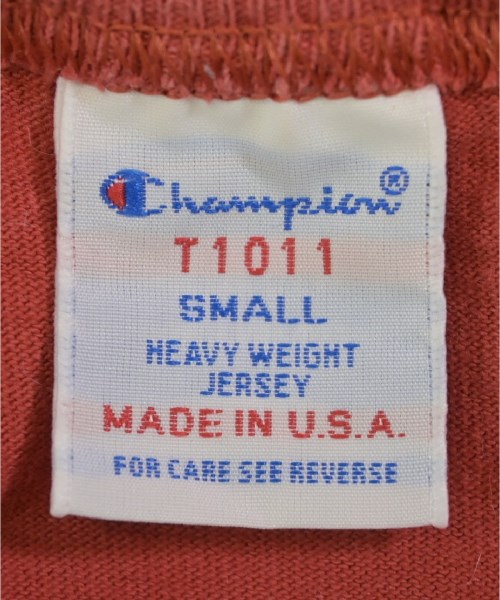 Champion®
T1011
SMALL
HEAVY WEIGHT
JERSEY
MADE IN U.S.A.
FOR CARE SEE REVERSE